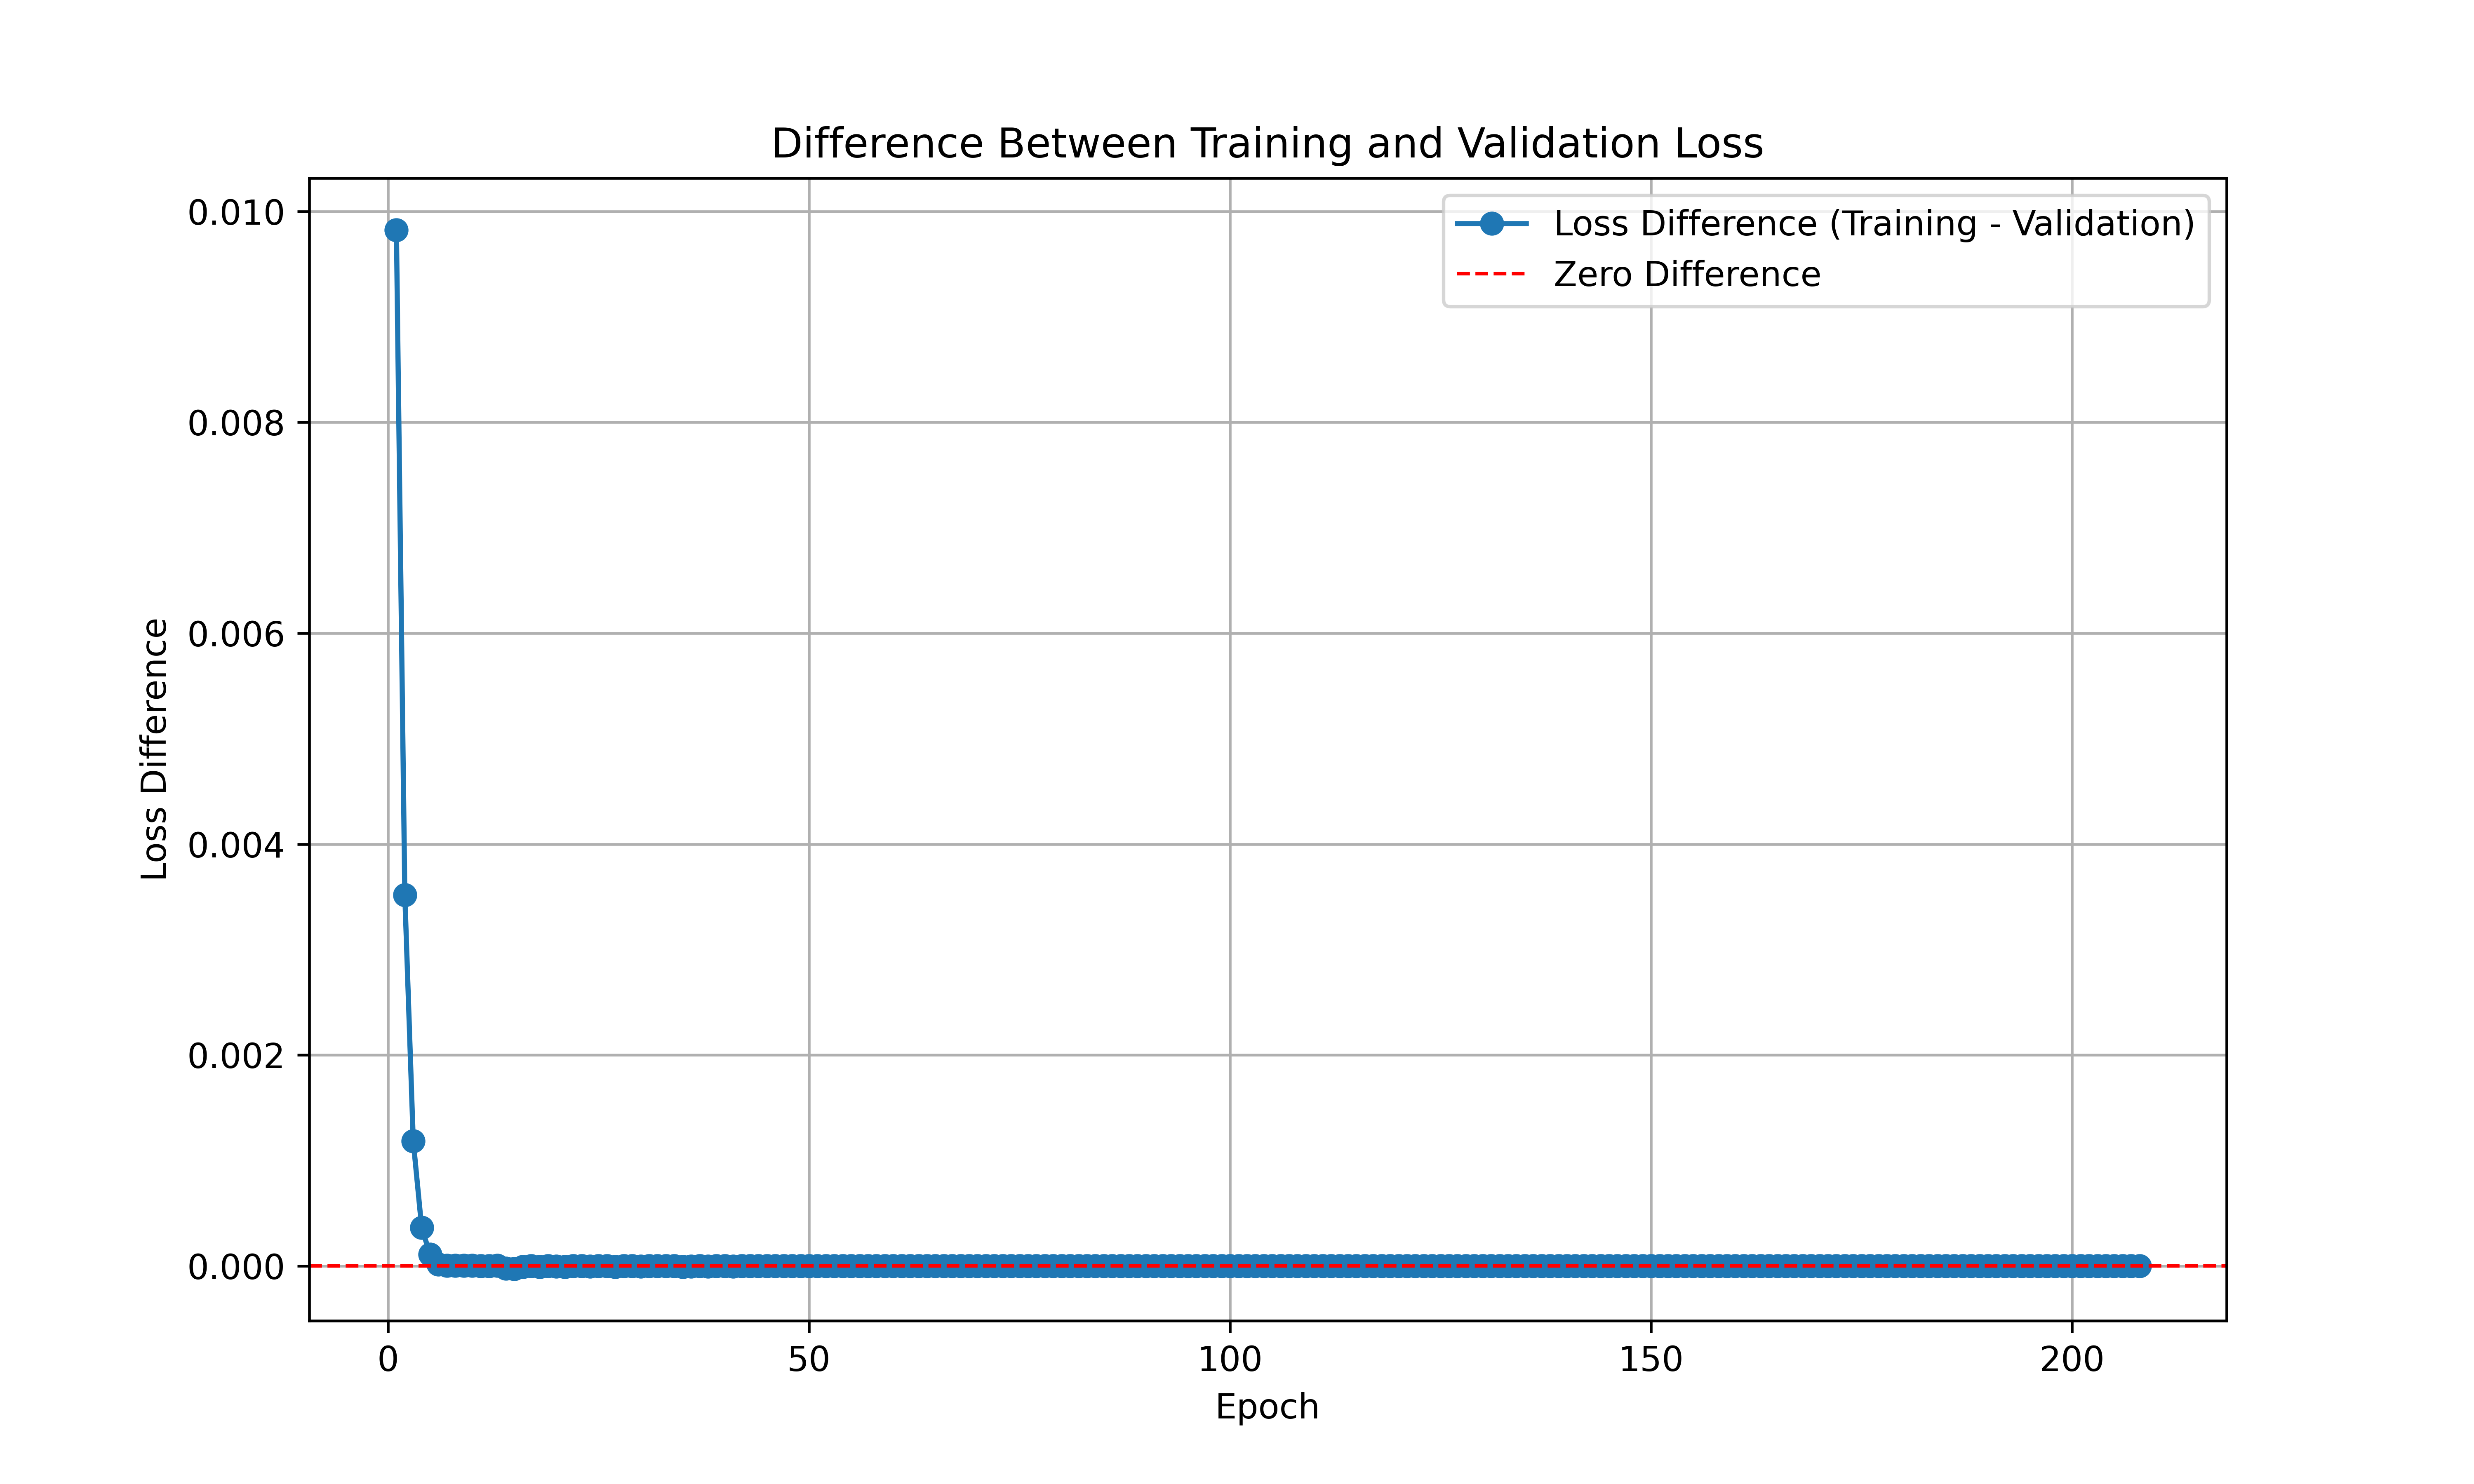 Difference Between Training and Validation Loss
Loss Difference (Training - Validation)
Zero Difference
Loss Difference
0.010
0.008
0.006
0.004
0.002
0.000
0 50 100 150 200
Epoch